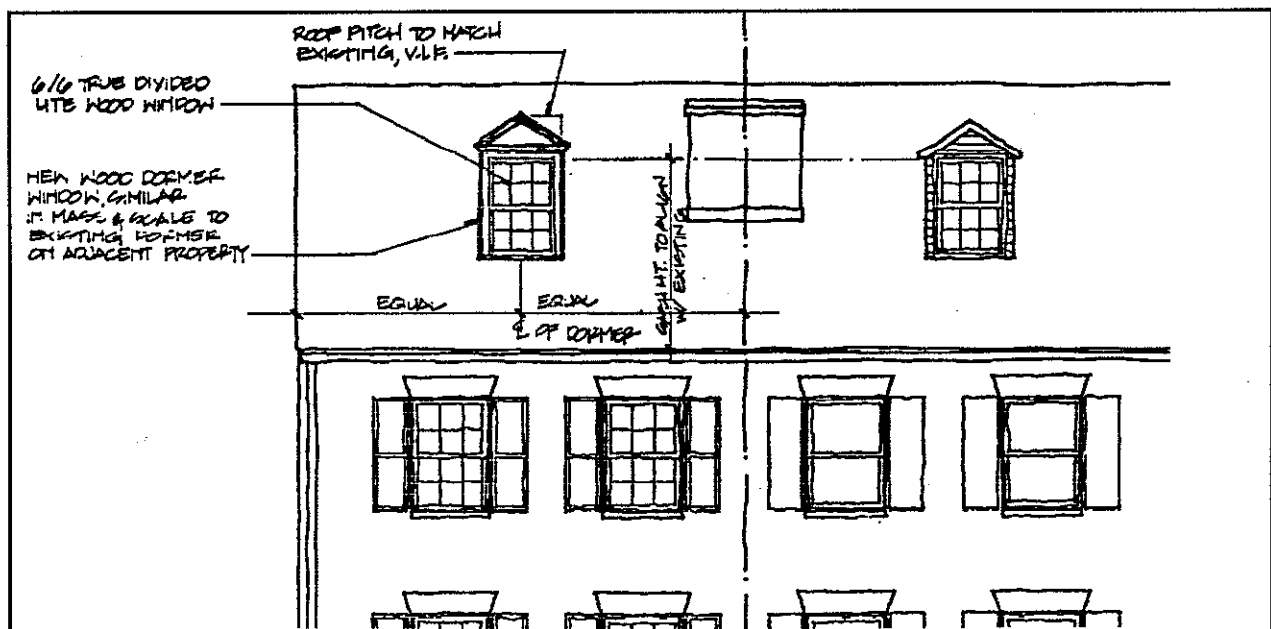 ROOF PITCH TO MATCH
EXISTING, V.I.F.
6/6 TRUE DIVIDED
LITE WOOD WINDOW
NEW WOOD DORMER
WINDOW, SIMILAR
IN MASS & SCALE TO
EXISTING DORMER
ON ADJACENT PROPERTY
EQUAL
EQUAL
℄ OF DORMER
HT. TO ALIGN
W/ EXISTING